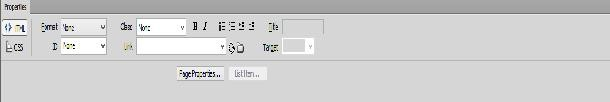 Properties
<> HTML Format None Class None B I Title
CSS ID None Link Target
Page Properties... List Item...